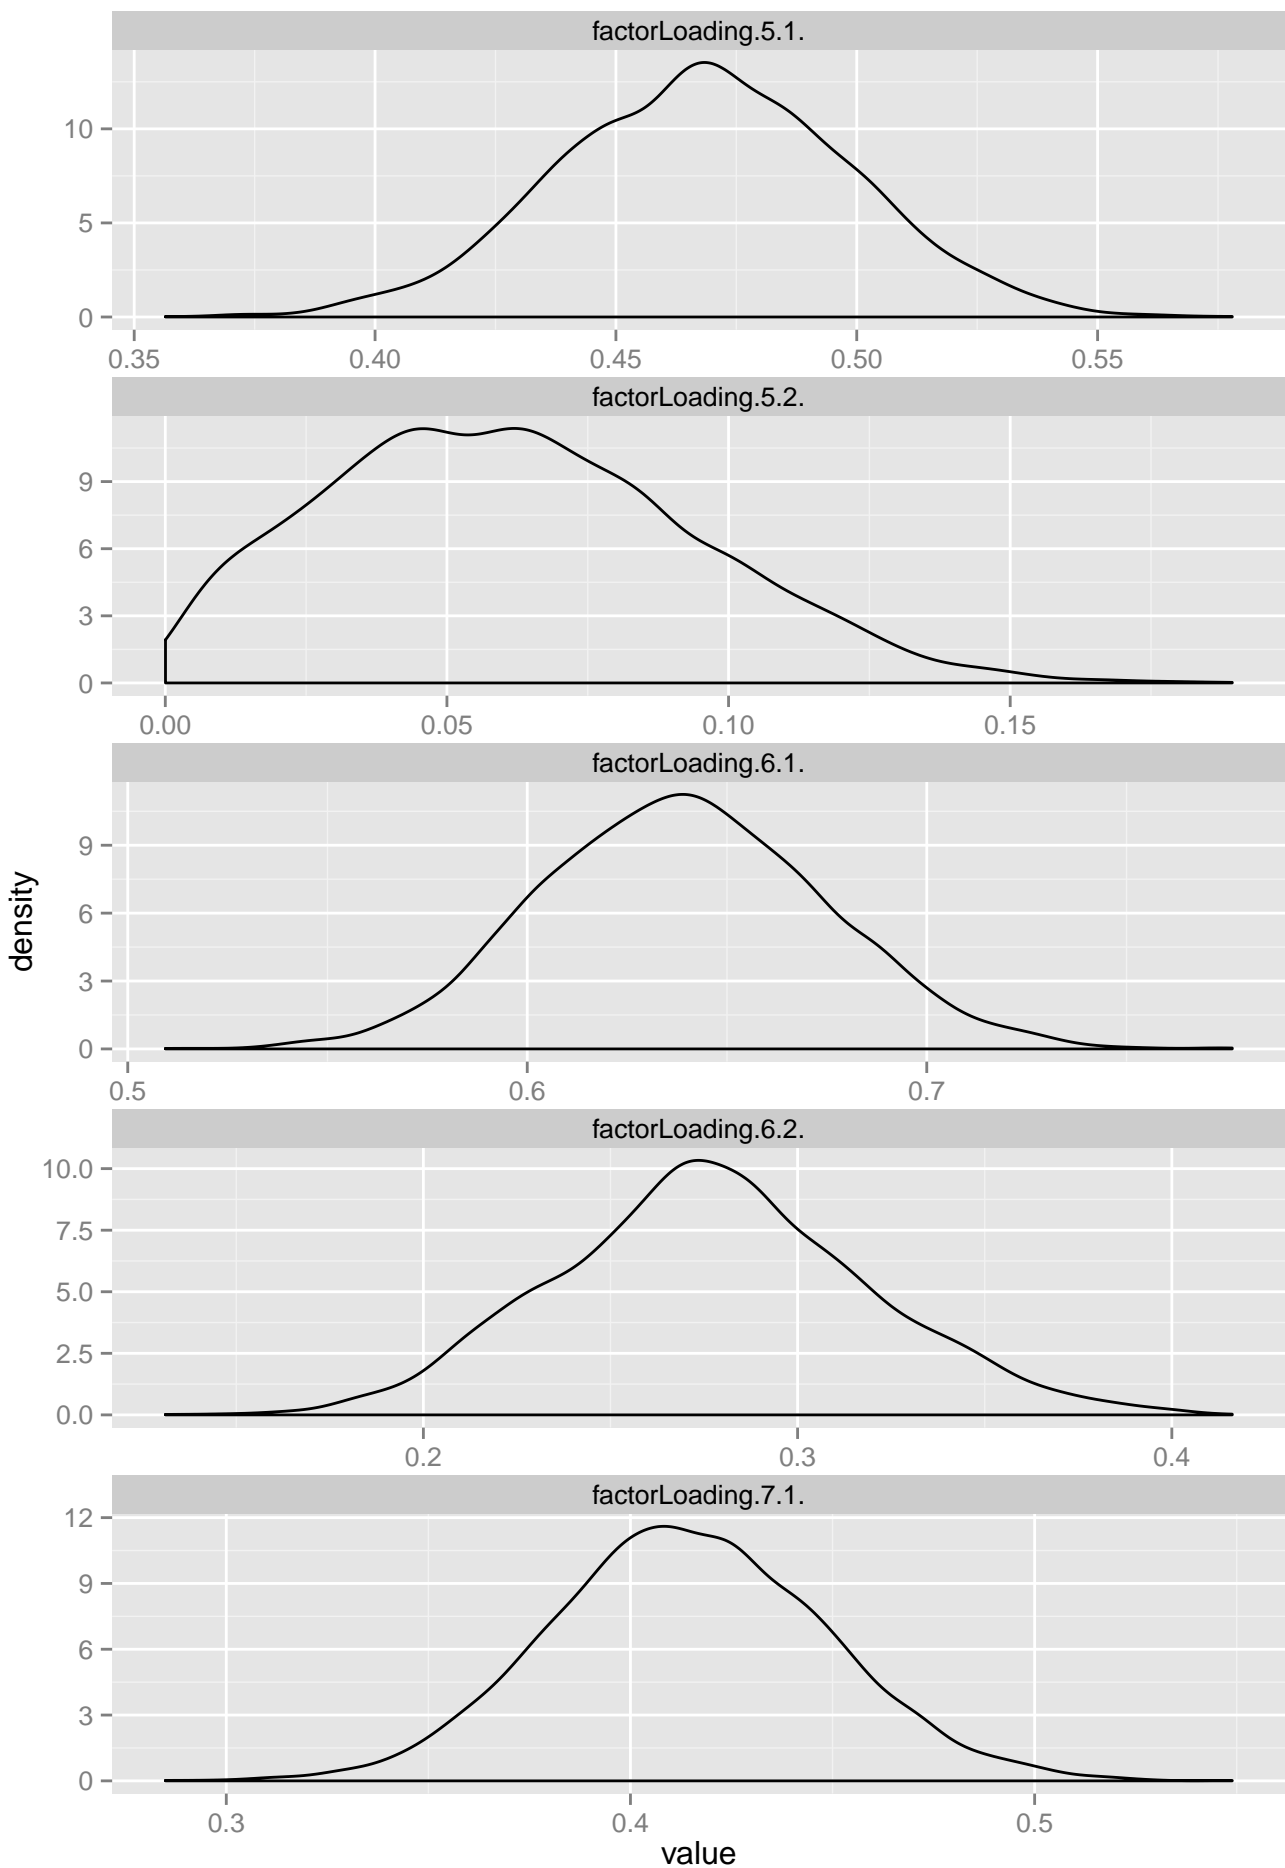 factorLoading.5.1.
10
5
0
0.35 0.40 0.45 0.50 0.55
factorLoading.5.2.
9
6
3
0
0.00 0.05 0.10 0.15
factorLoading.6.1.
9
6
3
0
0.5 0.6 0.7
density
factorLoading.6.2.
10.0
7.5
5.0
2.5
0.0
0.2 0.3 0.4
factorLoading.7.1.
12
9
6
3
0
0.3 0.4 0.5
value